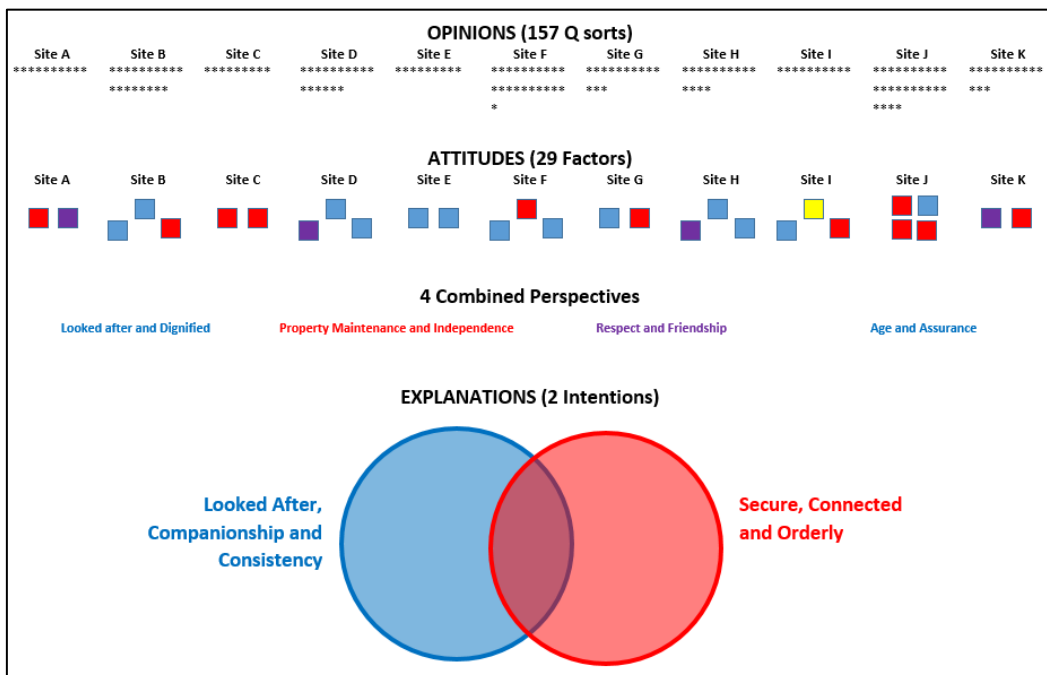 OPINIONS (157 Q sorts)
Site A Site B Site C Site D Site E Site F Site G Site H Site I Site J Site K
********** ********** ********* ********** ********* ********** ********** ********** ********** ********** **********
******** ****** ********** *** **** ********** ***
* ****
ATTITUDES (29 Factors)
Site A Site B Site C Site D Site E Site F Site G Site H Site I Site J Site K
4 Combined Perspectives
Looked after and Dignified Property Maintenance and Independence Respect and Friendship Age and Assurance
EXPLANATIONS (2 Intentions)
Looked After,
Companionship and
Consistency
Secure, Connected
and Orderly